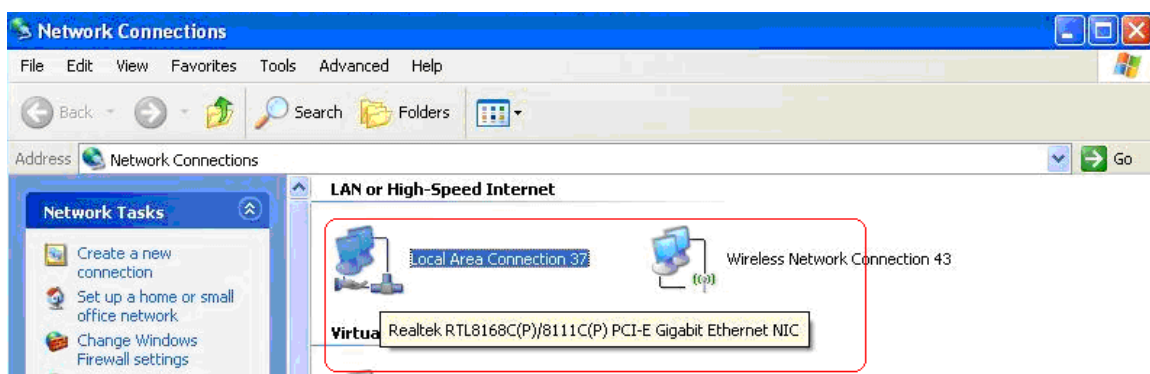 Network Connections
File Edit View Favorites Tools Advanced Help
Back Search Folders
Address Network Connections Go
Network Tasks
Create a new
connection
Set up a home or small
office network
Change Windows
Firewall settings
LAN or High-Speed Internet
Local Area Connection 37
Wireless Network Connection 43
Virtua
Realtek RTL8168C(P)/8111C(P) PCI-E Gigabit Ethernet NIC